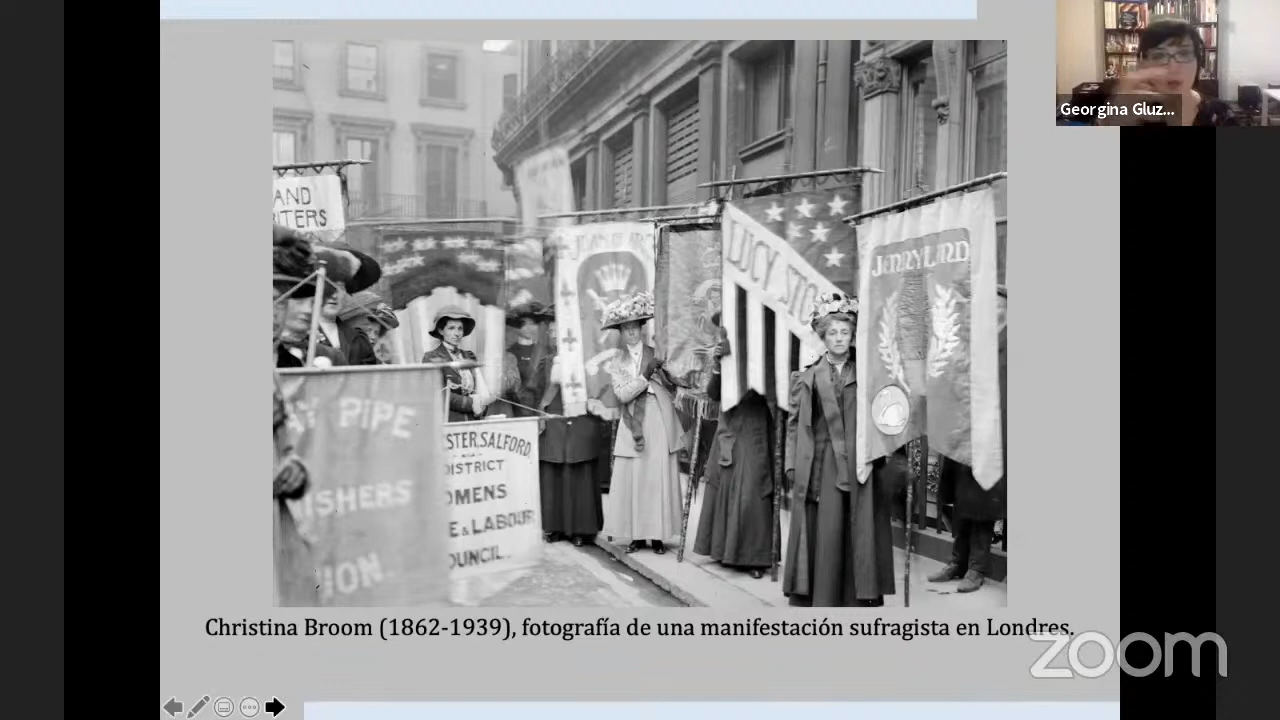 Georgina Gluz...
AND
LUCY STO
JENNY LIND
PIPE
ISHERS
ION
STER, SALFORD,
AND
DISTRICT
OMENS
E & LABOUR
OUNCIL.
Christina Broom (1862-1939), fotografía de una manifestación sufragista en Londres.
zoom